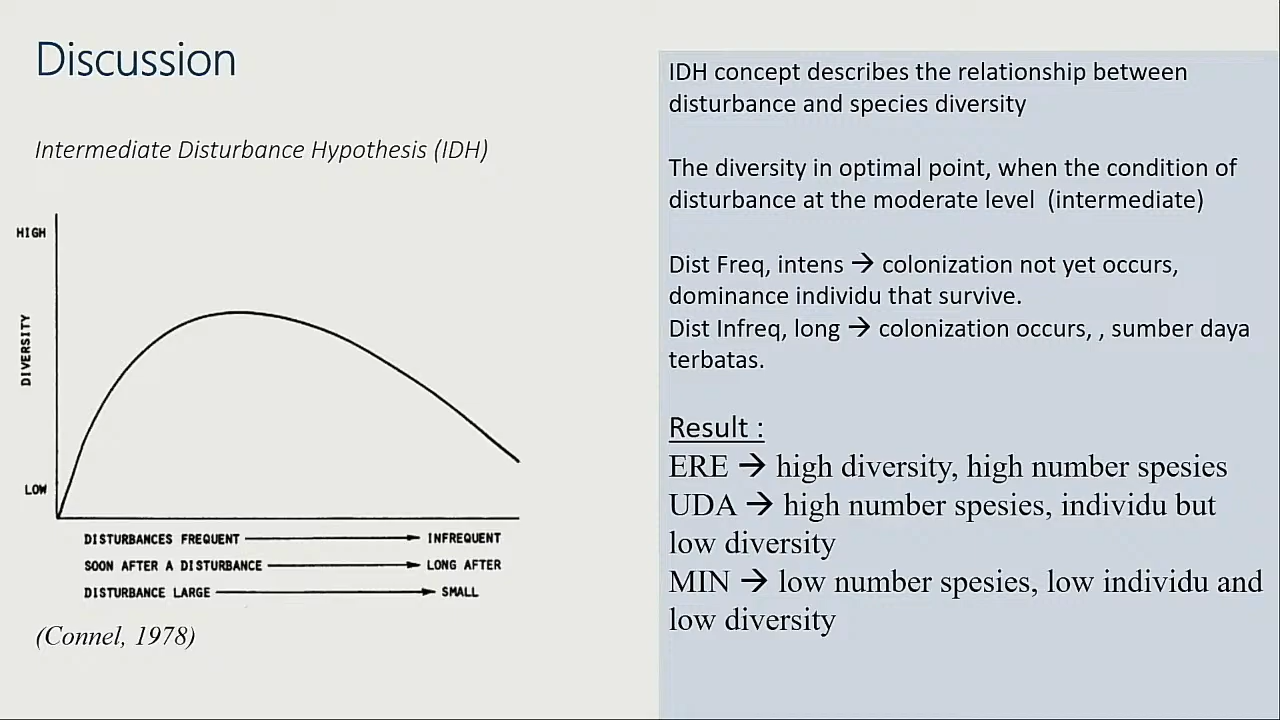 Discussion
Intermediate Disturbance Hypothesis (IDH)
HIGH
DIVERSITY
LOW
DISTURBANCES FREQUENT → INFREQUENT
SOON AFTER A DISTURBANCE → LONG AFTER
DISTURBANCE LARGE → SMALL
(Connel, 1978)
IDH concept describes the relationship between
disturbance and species diversity
The diversity in optimal point, when the condition of
disturbance at the moderate level (intermediate)
Dist Freq, intens → colonization not yet occurs,
dominance individu that survive.
Dist Infreq, long → colonization occurs, , sumber daya
terbatas.
Result :
ERE → high diversity, high number spesies
UDA → high number spesies, individu but
low diversity
MIN → low number spesies, low individu and
low diversity